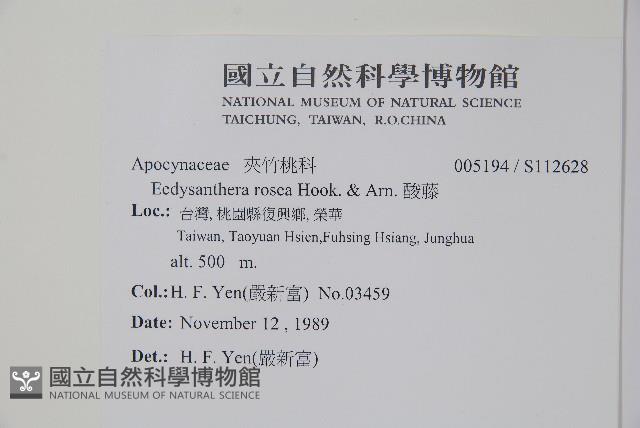 國立自然科學博物館
NATIONAL MUSEUM OF NATURAL SCIENCE
TAICHUNG, TAIWAN, R.O.CHINA
Apocynaceae 夾竹桃科 005194 / S112628
Ecdysanthera rosea Hook. & Arn. 酸藤
Loc.: 台灣, 桃園縣復興鄉, 榮華
Taiwan, Taoyuan Hsien,Fuhsing Hsiang, Junghua
alt. 500 m.
Col.:H. F. Yen(嚴新富) No.03459
Date: November 12 , 1989
Det.: H. F. Yen(嚴新富)
國立自然科學博物館
NATIONAL MUSEUM OF NATURAL SCIENCE